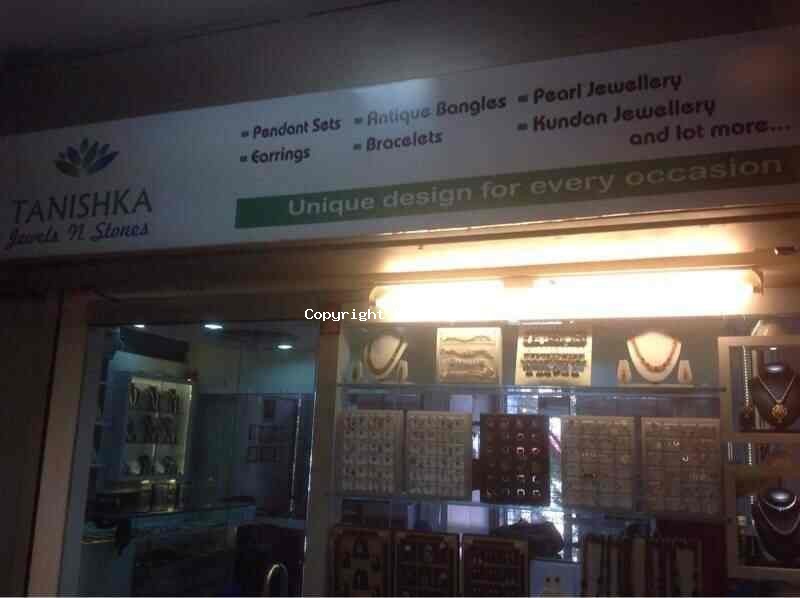 TANISHKA
Jewels N Stones
Pendant Sets
Earrings
Antique Bangles
Bracelets
Pearl Jewellery
Kundan Jewellery
and lot more...
Unique design for every occasion
Copyright